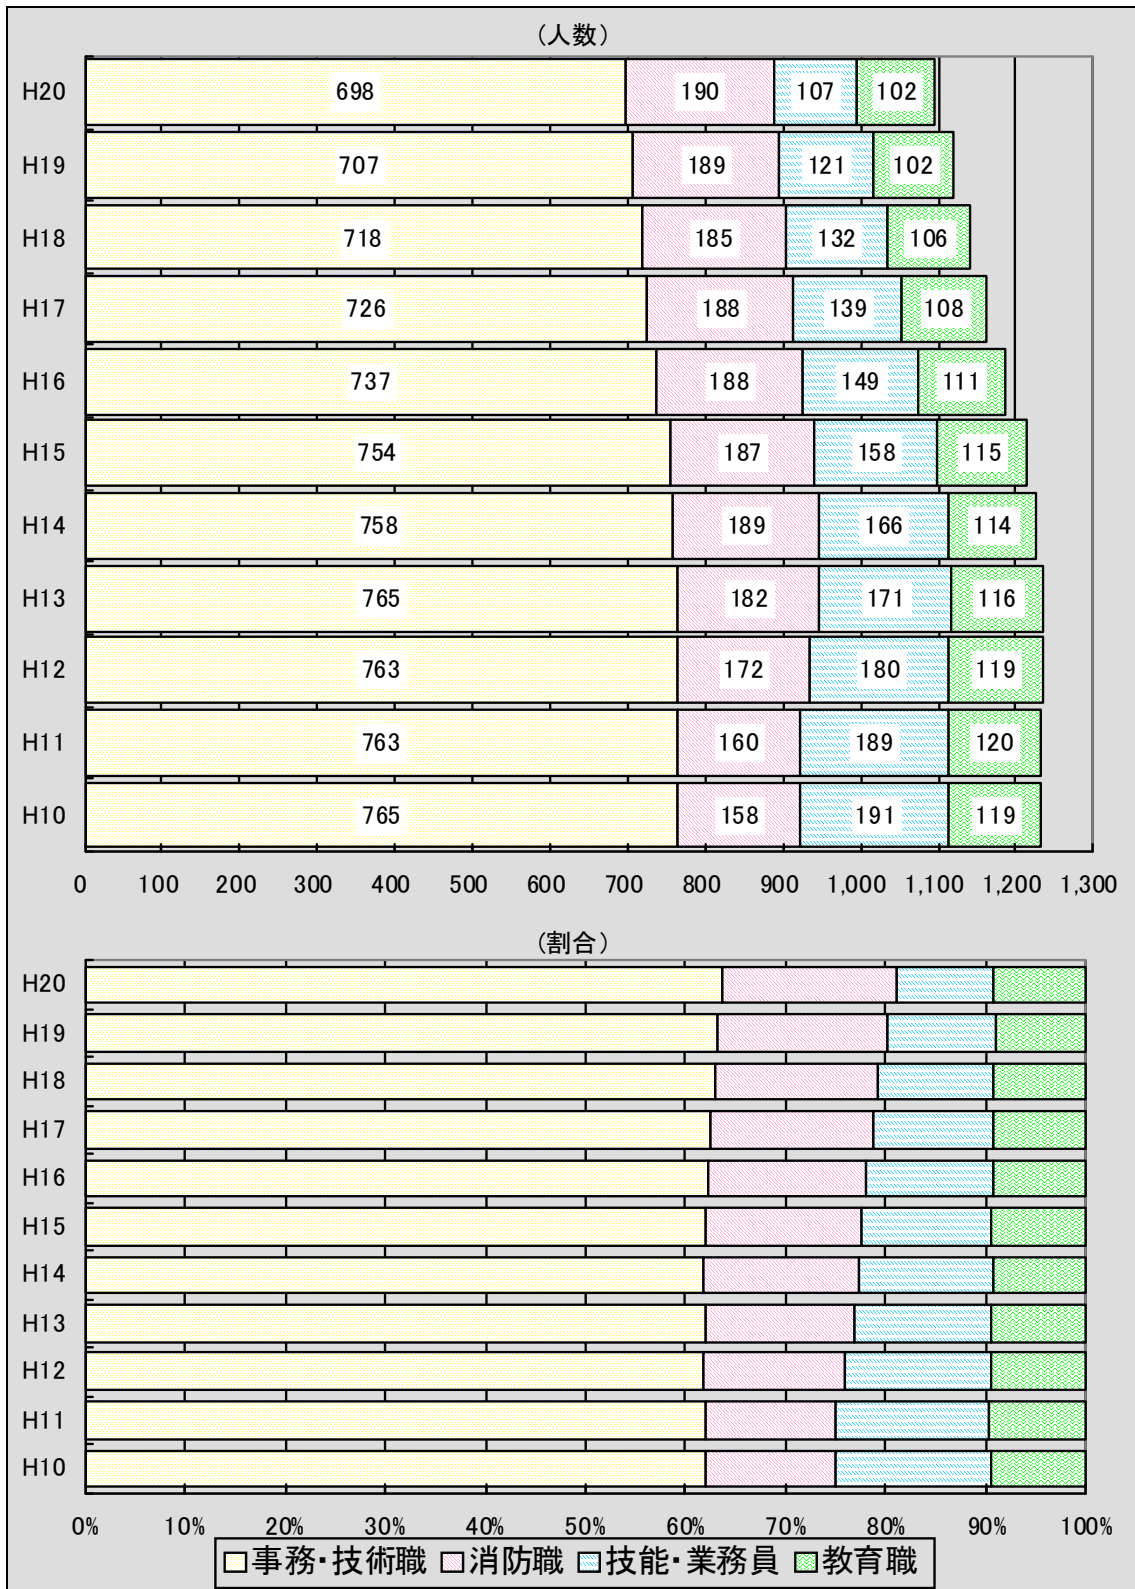 (人数)
H20 698 190 107 102
H19 707 189 121 102
H18 718 185 132 106
H17 726 188 139 108
H16 737 188 149 111
H15 754 187 158 115
H14 758 189 166 114
H13 765 182 171 116
H12 763 172 180 119
H11 763 160 189 120
H10 765 158 191 119
0 100 200 300 400 500 600 700 800 900 1,000 1,100 1,200 1,300
(割合)
H20
H19
H18
H17
H16
H15
H14
H13
H12
H11
H10
0% 10% 20% 30% 40% 50% 60% 70% 80% 90% 100%
事務・技術職 消防職 技能・業務員 教育職